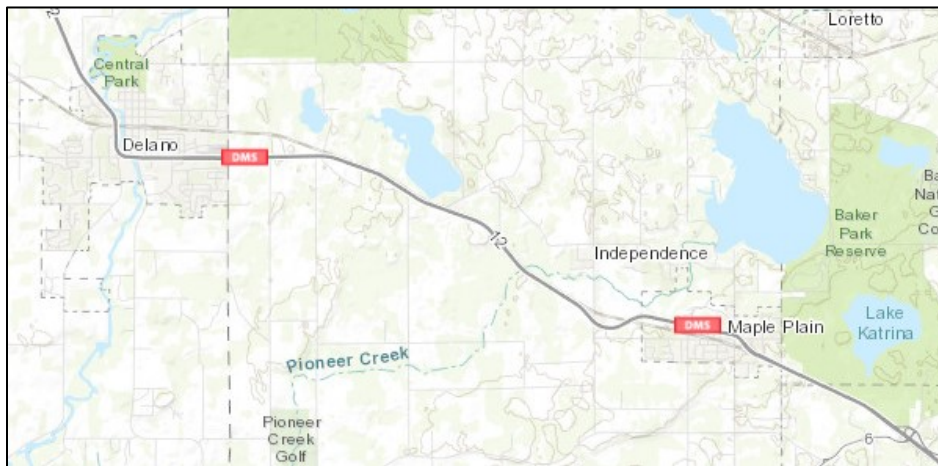 Loretto
Central
Park
Delano
DMS
12
Independence
Baker
Park
Reserve
DMS
Maple Plain
Lake
Katrina
Pioneer Creek
Pioneer
Creek
Golf
6